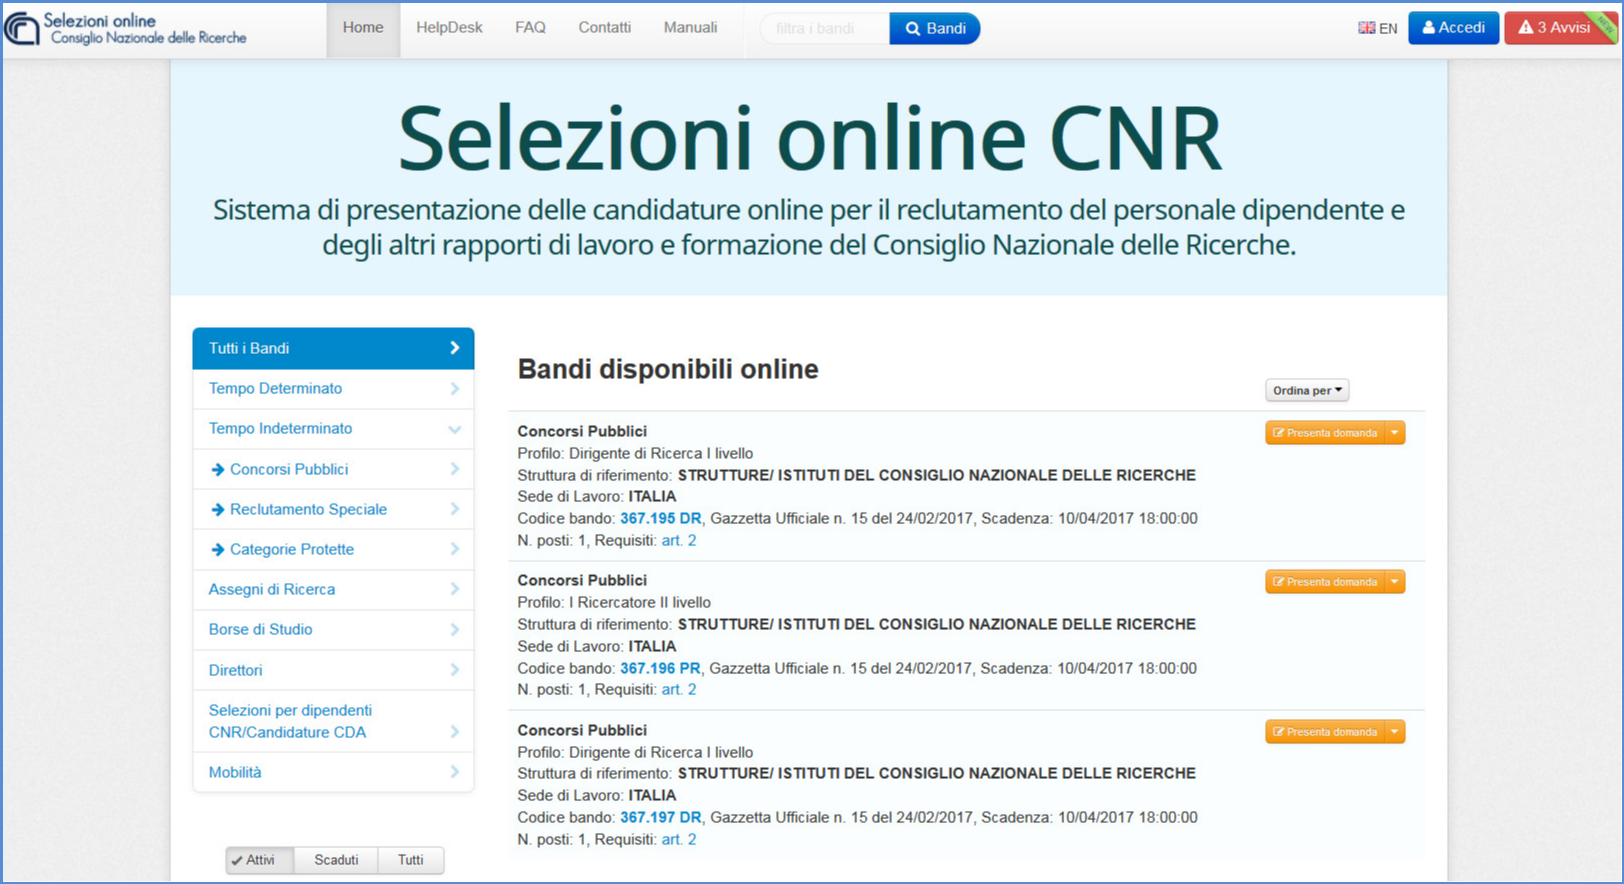 Selezioni online
Consiglio Nazionale delle Ricerche
Home
HelpDesk
FAQ
Contatti
Manuali
filtra i bandi
Bandi
EN
Accedi
3 Avvisi
NEW
Selezioni online CNR
Sistema di presentazione delle candidature online per il reclutamento del personale dipendente e
degli altri rapporti di lavoro e formazione del Consiglio Nazionale delle Ricerche.
Tutti i Bandi
Tempo Determinato
Tempo Indeterminato
Concorsi Pubblici
Reclutamento Speciale
Categorie Protette
Assegni di Ricerca
Borse di Studio
Direttori
Selezioni per dipendenti
CNR/Candidature CDA
Mobilità
Attivi
Scaduti
Tutti
Bandi disponibili online
Ordina per
Concorsi Pubblici
Presenta domanda
Profilo: Dirigente di Ricerca I livello
Struttura di riferimento: STRUTTURE/ ISTITUTI DEL CONSIGLIO NAZIONALE DELLE RICERCHE
Sede di Lavoro: ITALIA
Codice bando: 367.195 DR, Gazzetta Ufficiale n. 15 del 24/02/2017, Scadenza: 10/04/2017 18:00:00
N. posti: 1, Requisiti: art. 2
Concorsi Pubblici
Presenta domanda
Profilo: I Ricercatore II livello
Struttura di riferimento: STRUTTURE/ ISTITUTI DEL CONSIGLIO NAZIONALE DELLE RICERCHE
Sede di Lavoro: ITALIA
Codice bando: 367.196 PR, Gazzetta Ufficiale n. 15 del 24/02/2017, Scadenza: 10/04/2017 18:00:00
N. posti: 1, Requisiti: art. 2
Concorsi Pubblici
Presenta domanda
Profilo: Dirigente di Ricerca I livello
Struttura di riferimento: STRUTTURE/ ISTITUTI DEL CONSIGLIO NAZIONALE DELLE RICERCHE
Sede di Lavoro: ITALIA
Codice bando: 367.197 DR, Gazzetta Ufficiale n. 15 del 24/02/2017, Scadenza: 10/04/2017 18:00:00
N. posti: 1, Requisiti: art. 2